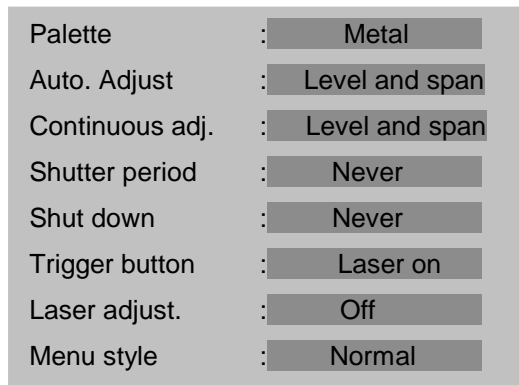 Palette : Metal
Auto. Adjust : Level and span
Continuous adj. : Level and span
Shutter period : Never
Shut down : Never
Trigger button : Laser on
Laser adjust. : Off
Menu style : Normal